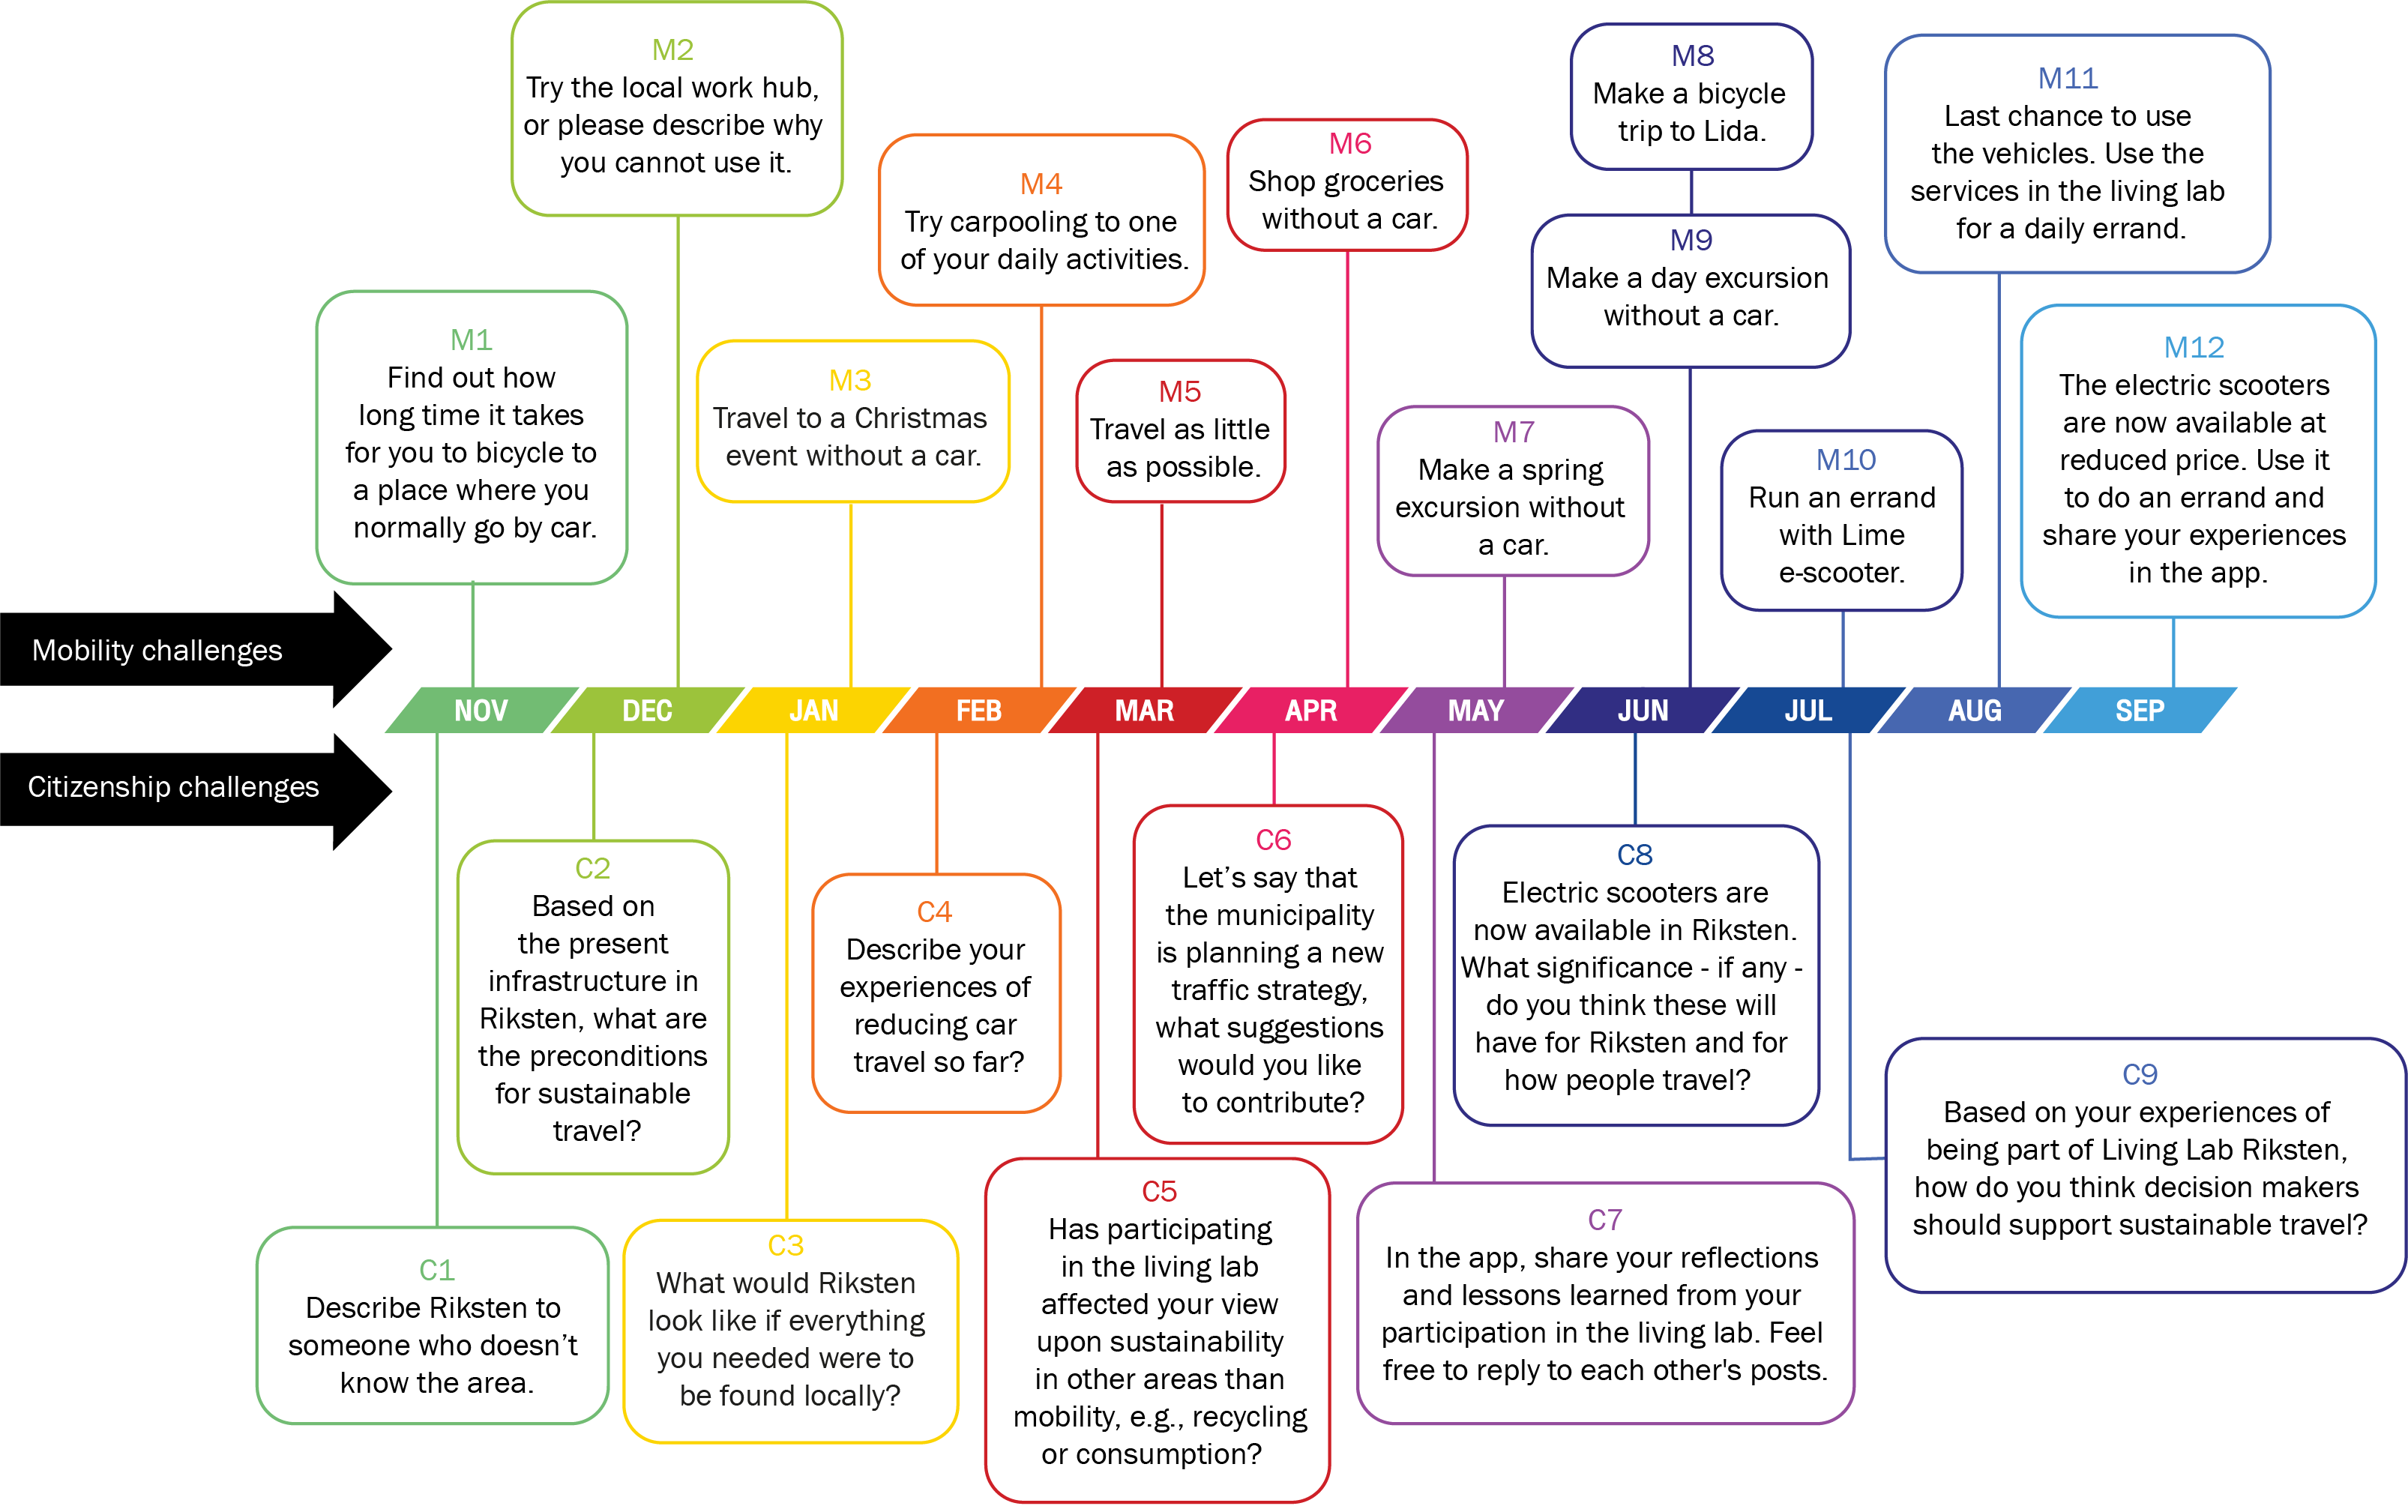 M1
Find out how
long time it takes
for you to bicycle to
a place where you
normally go by car.
M2
Try the local work hub,
or please describe why
you cannot use it.
M3
Travel to a Christmas
event without a car.
M4
Try carpooling to one
of your daily activities.
M5
Travel as little
as possible.
M6
Shop groceries
without a car.
M7
Make a spring
excursion without
a car.
M8
Make a bicycle
trip to Lida.
M9
Make a day excursion
without a car.
M10
Run an errand
with Lime
e-scooter.
M11
Last chance to use
the vehicles. Use the
services in the living lab
for a daily errand.
M12
The electric scooters
are now available at
reduced price. Use it
to do an errand and
share your experiences
in the app.
Mobility challenges
NOV
DEC
JAN
FEB
MAR
APR
MAY
JUN
JUL
AUG
SEP
Citizenship challenges
C1
Describe Riksten to
someone who doesn’t
know the area.
C2
Based on
the present
infrastructure in
Riksten, what are
the preconditions
for sustainable
travel?
C3
What would Riksten
look like if everything
you needed were to
be found locally?
C4
Describe your
experiences of
reducing car
travel so far?
C5
Has participating
in the living lab
affected your view
upon sustainability
in other areas than
mobility, e.g., recycling
or consumption?
C6
Let’s say that
the municipality
is planning a new
traffic strategy,
what suggestions
would you like
to contribute?
C7
In the app, share your reflections
and lessons learned from your
participation in the living lab. Feel
free to reply to each other's posts.
C8
Electric scooters are
now available in Riksten.
What significance - if any -
do you think these will
have for Riksten and for
how people travel?
C9
Based on your experiences of
being part of Living Lab Riksten,
how do you think decision makers
should support sustainable travel?